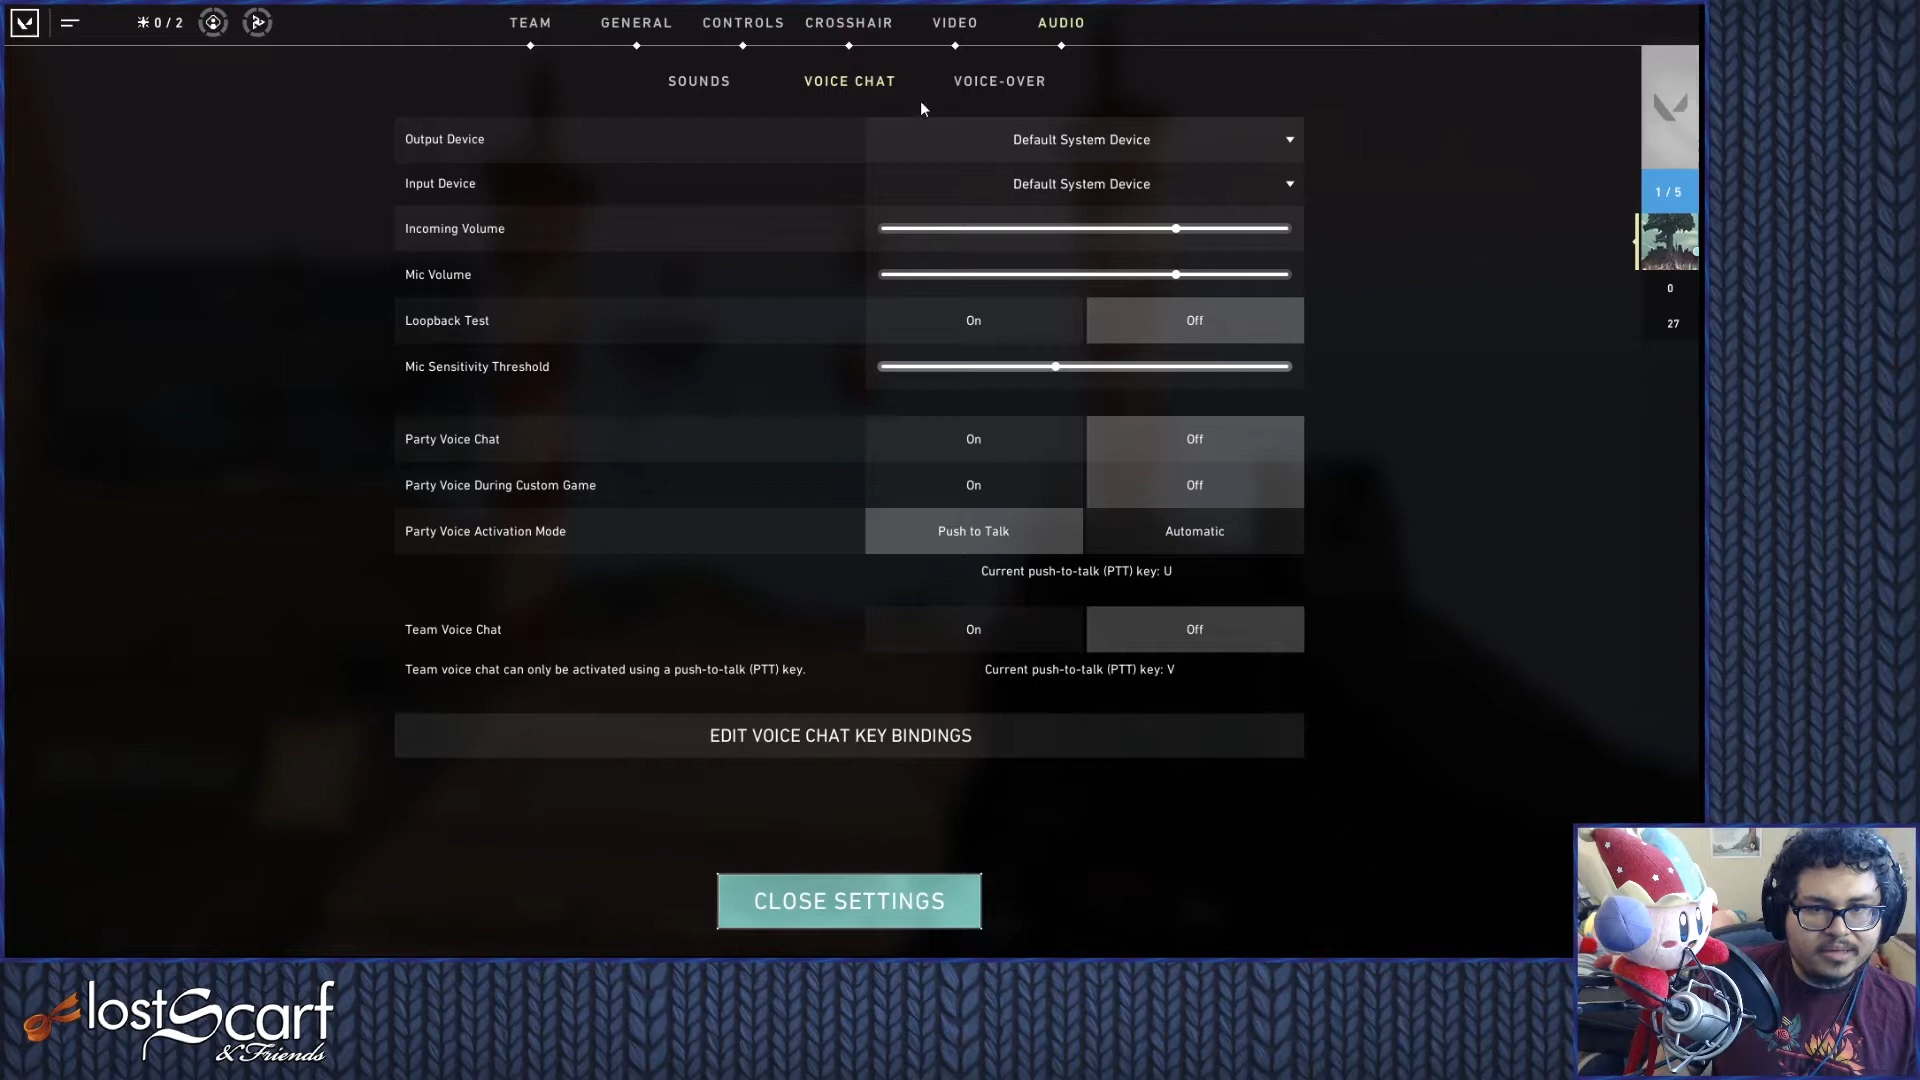 0 / 2
TEAM GENERAL CONTROLS CROSSHAIR VIDEO AUDIO
SOUNDS VOICE CHAT VOICE-OVER
Output Device Default System Device
Input Device Default System Device
1 / 5
Incoming Volume
Mic Volume
0
Loopback Test On Off
27
Mic Sensitivity Threshold
Party Voice Chat On Off
Party Voice During Custom Game On Off
Party Voice Activation Mode Push to Talk Automatic
Current push-to-talk (PTT) key: U
Team Voice Chat On Off
Team voice chat can only be activated using a push-to-talk (PTT) key. Current push-to-talk (PTT) key: V
EDIT VOICE CHAT KEY BINDINGS
CLOSE SETTINGS
lostScarf
& Friends